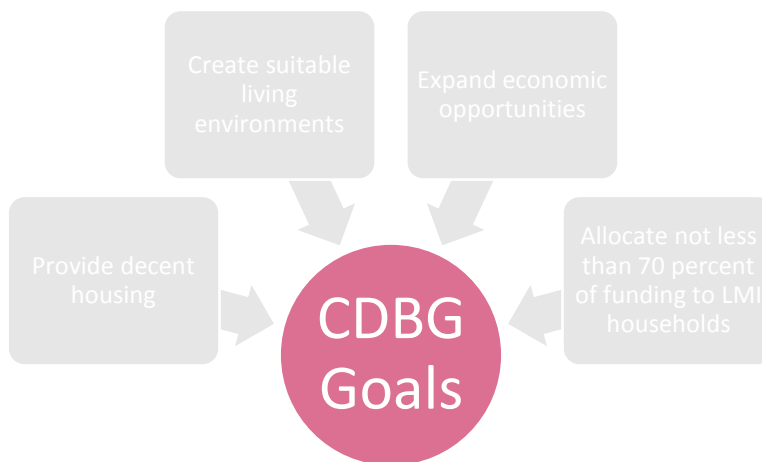 Create suitable
living
environments
Expand economic
opportunities
Provide decent
housing
Allocate not less
than 70 percent
of funding to LMI
households
CDBG
Goals